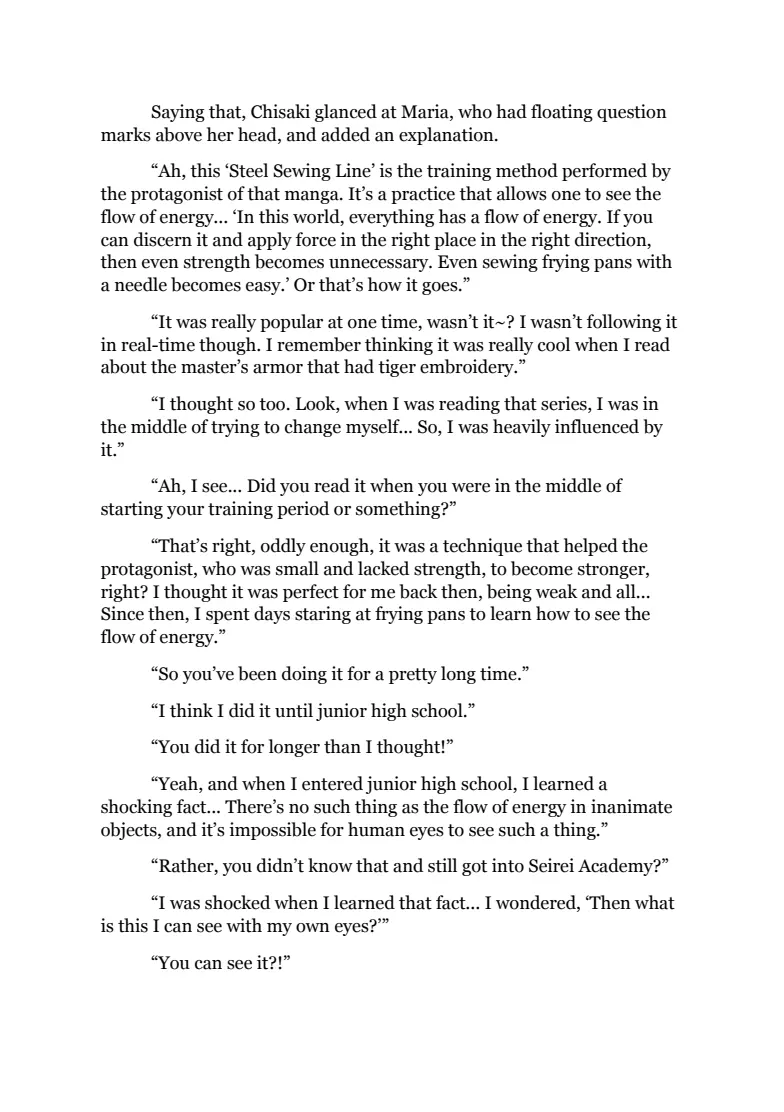 Saying that, Chisaki glanced at Maria, who had floating question
marks above her head, and added an explanation.
“Ah, this ‘Steel Sewing Line’ is the training method performed by
the protagonist of that manga. It’s a practice that allows one to see the
flow of energy... ‘In this world, everything has a flow of energy. If you
can discern it and apply force in the right place in the right direction,
then even strength becomes unnecessary. Even sewing frying pans with
a needle becomes easy.’ Or that’s how it goes.”
“It was really popular at one time, wasn’t it~? I wasn’t following it
in real-time though. I remember thinking it was really cool when I read
about the master’s armor that had tiger embroidery.”
“I thought so too. Look, when I was reading that series, I was in
the middle of trying to change myself... So, I was heavily influenced by
it.”
“Ah, I see... Did you read it when you were in the middle of
starting your training period or something?”
“That’s right, oddly enough, it was a technique that helped the
protagonist, who was small and lacked strength, to become stronger,
right? I thought it was perfect for me back then, being weak and all...
Since then, I spent days staring at frying pans to learn how to see the
flow of energy.”
“So you’ve been doing it for a pretty long time.”
“I think I did it until junior high school.”
“You did it for longer than I thought!”
“Yeah, and when I entered junior high school, I learned a
shocking fact... There’s no such thing as the flow of energy in inanimate
objects, and it’s impossible for human eyes to see such a thing.”
“Rather, you didn’t know that and still got into Seirei Academy?”
“I was shocked when I learned that fact... I wondered, ‘Then what
is this I can see with my own eyes?’”
“You can see it?!”